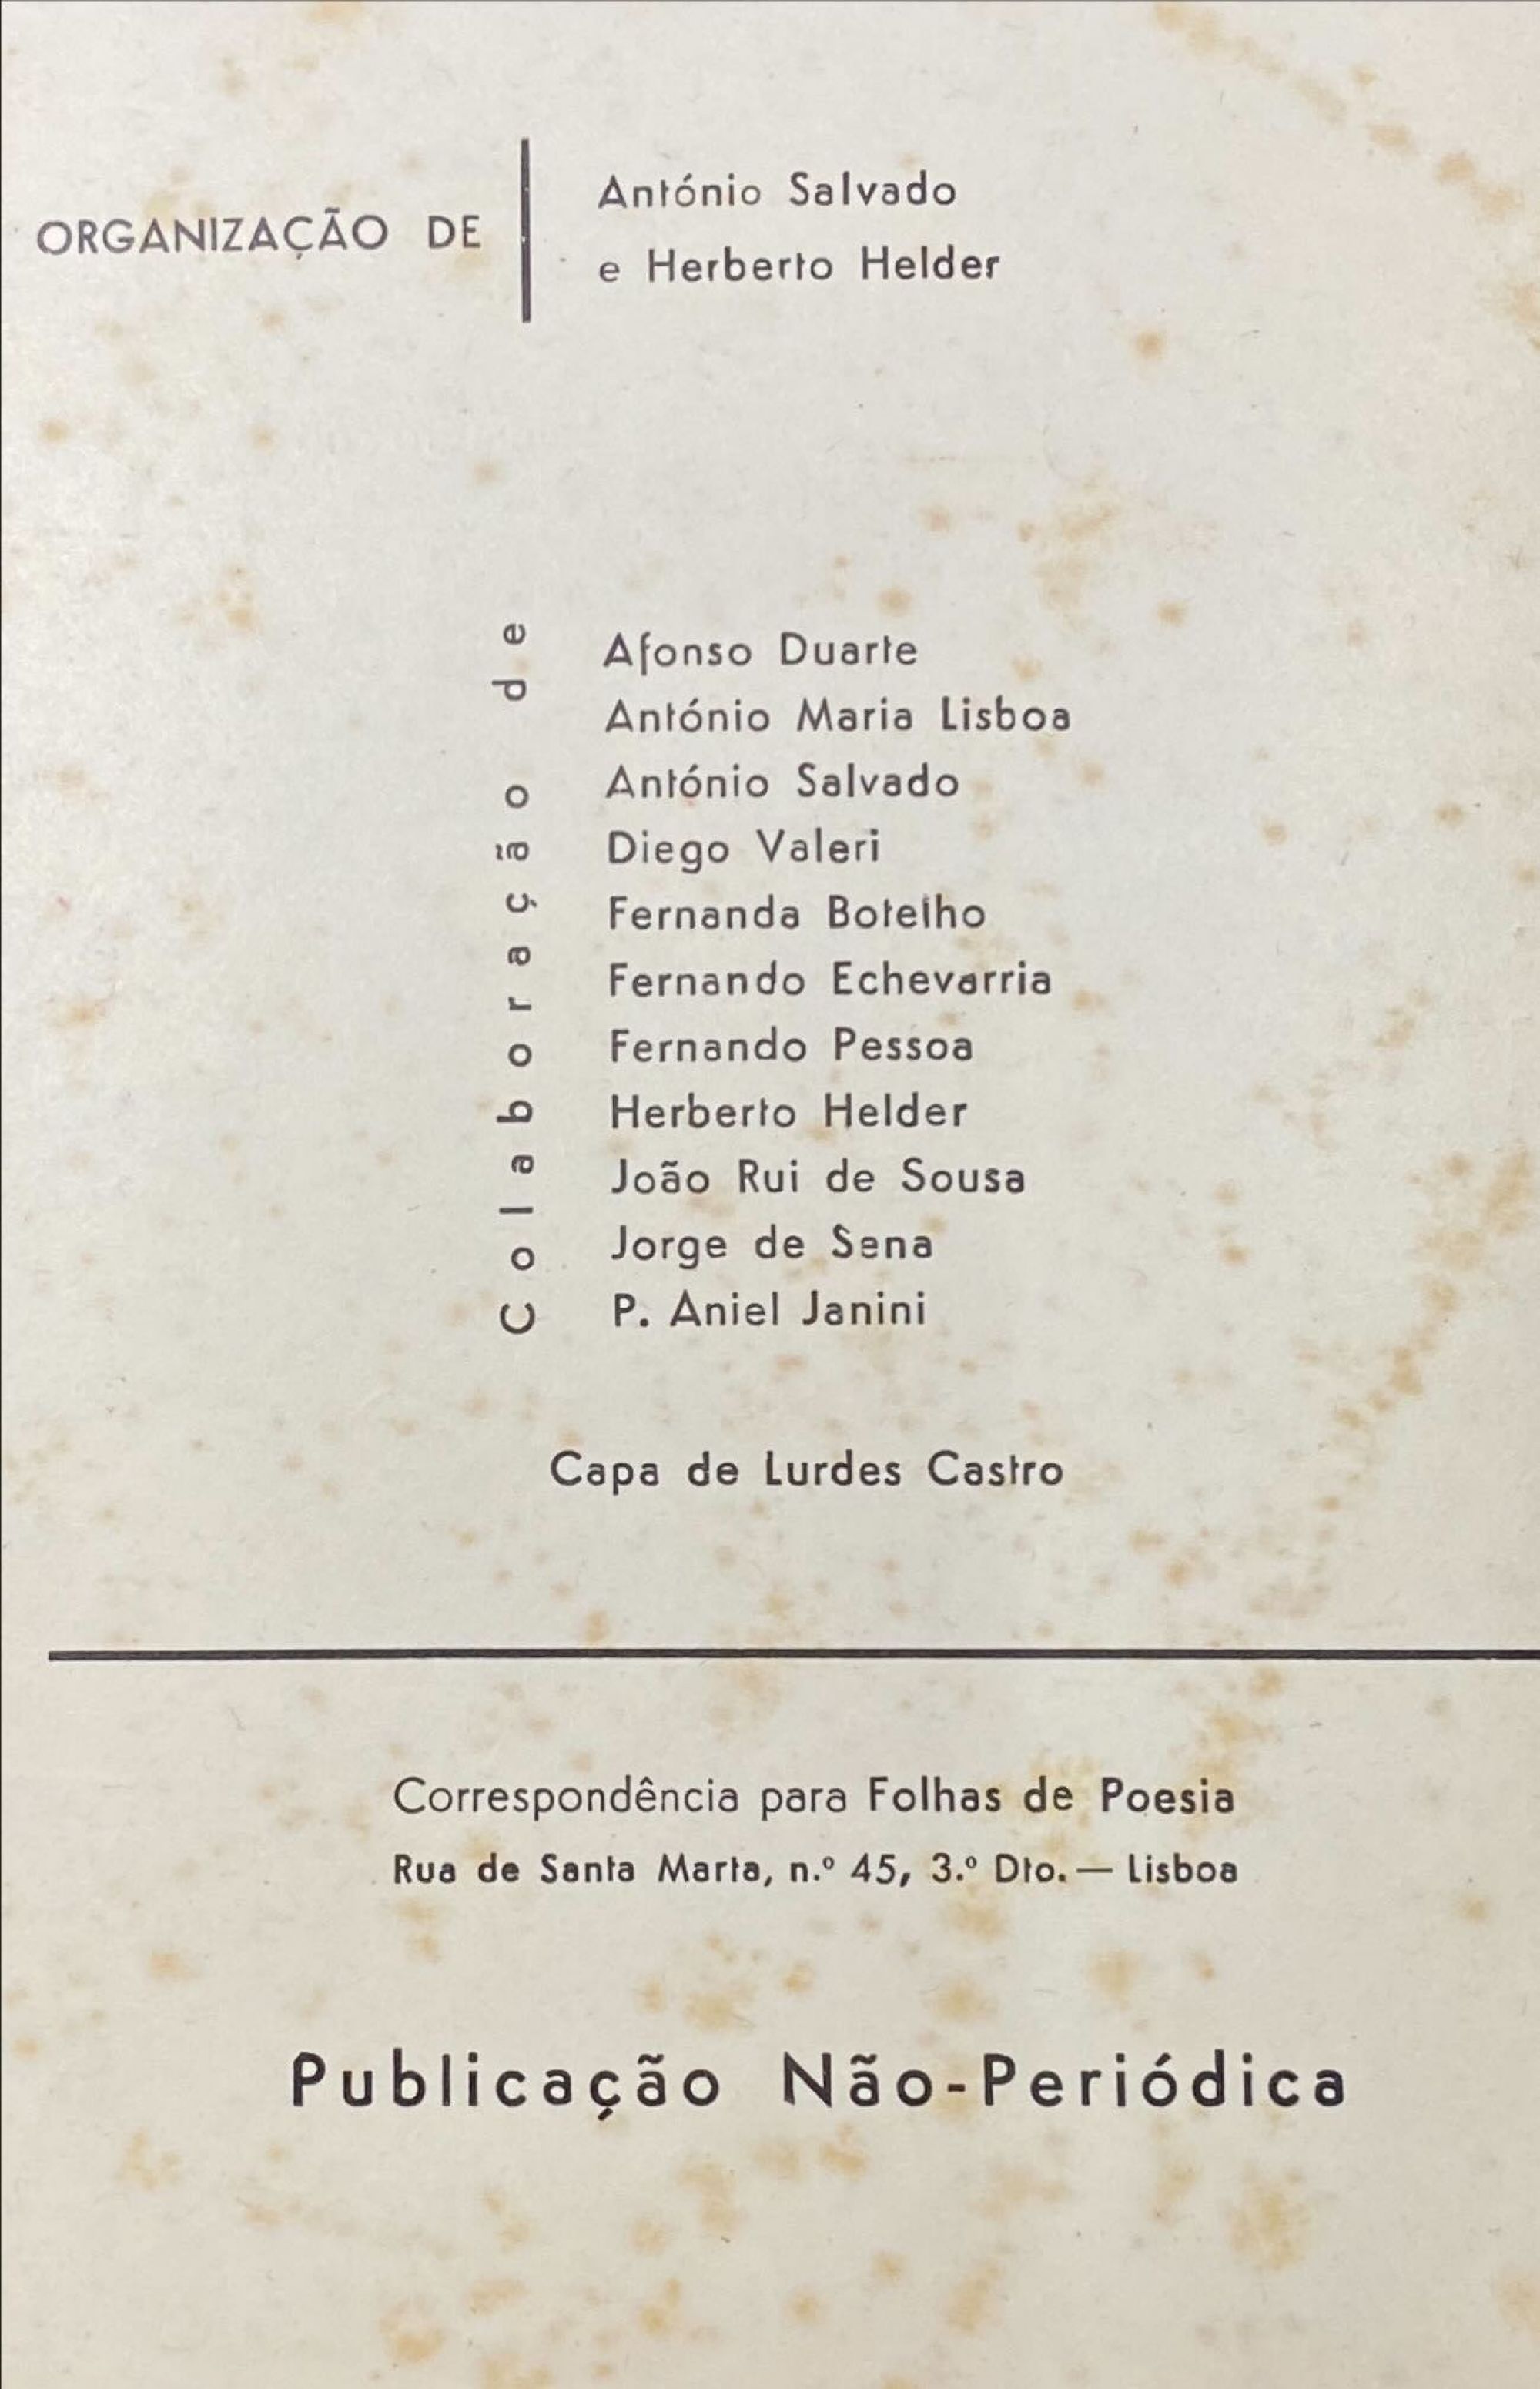 ORGANIZAÇÃO DE
António Salvado
e Herberto Helder
Colaboração de
Afonso Duarte
António Maria Lisboa
António Salvado
Diego Valeri
Fernanda Botelho
Fernando Echevarria
Fernando Pessoa
Herberto Helder
João Rui de Sousa
Jorge de Sena
P. Aniel Janini
Capa de Lurdes Castro
Correspondência para Folhas de Poesia
Rua de Santa Marta, n.º 45, 3.º Dto. — Lisboa
Publicação Não-Periódica